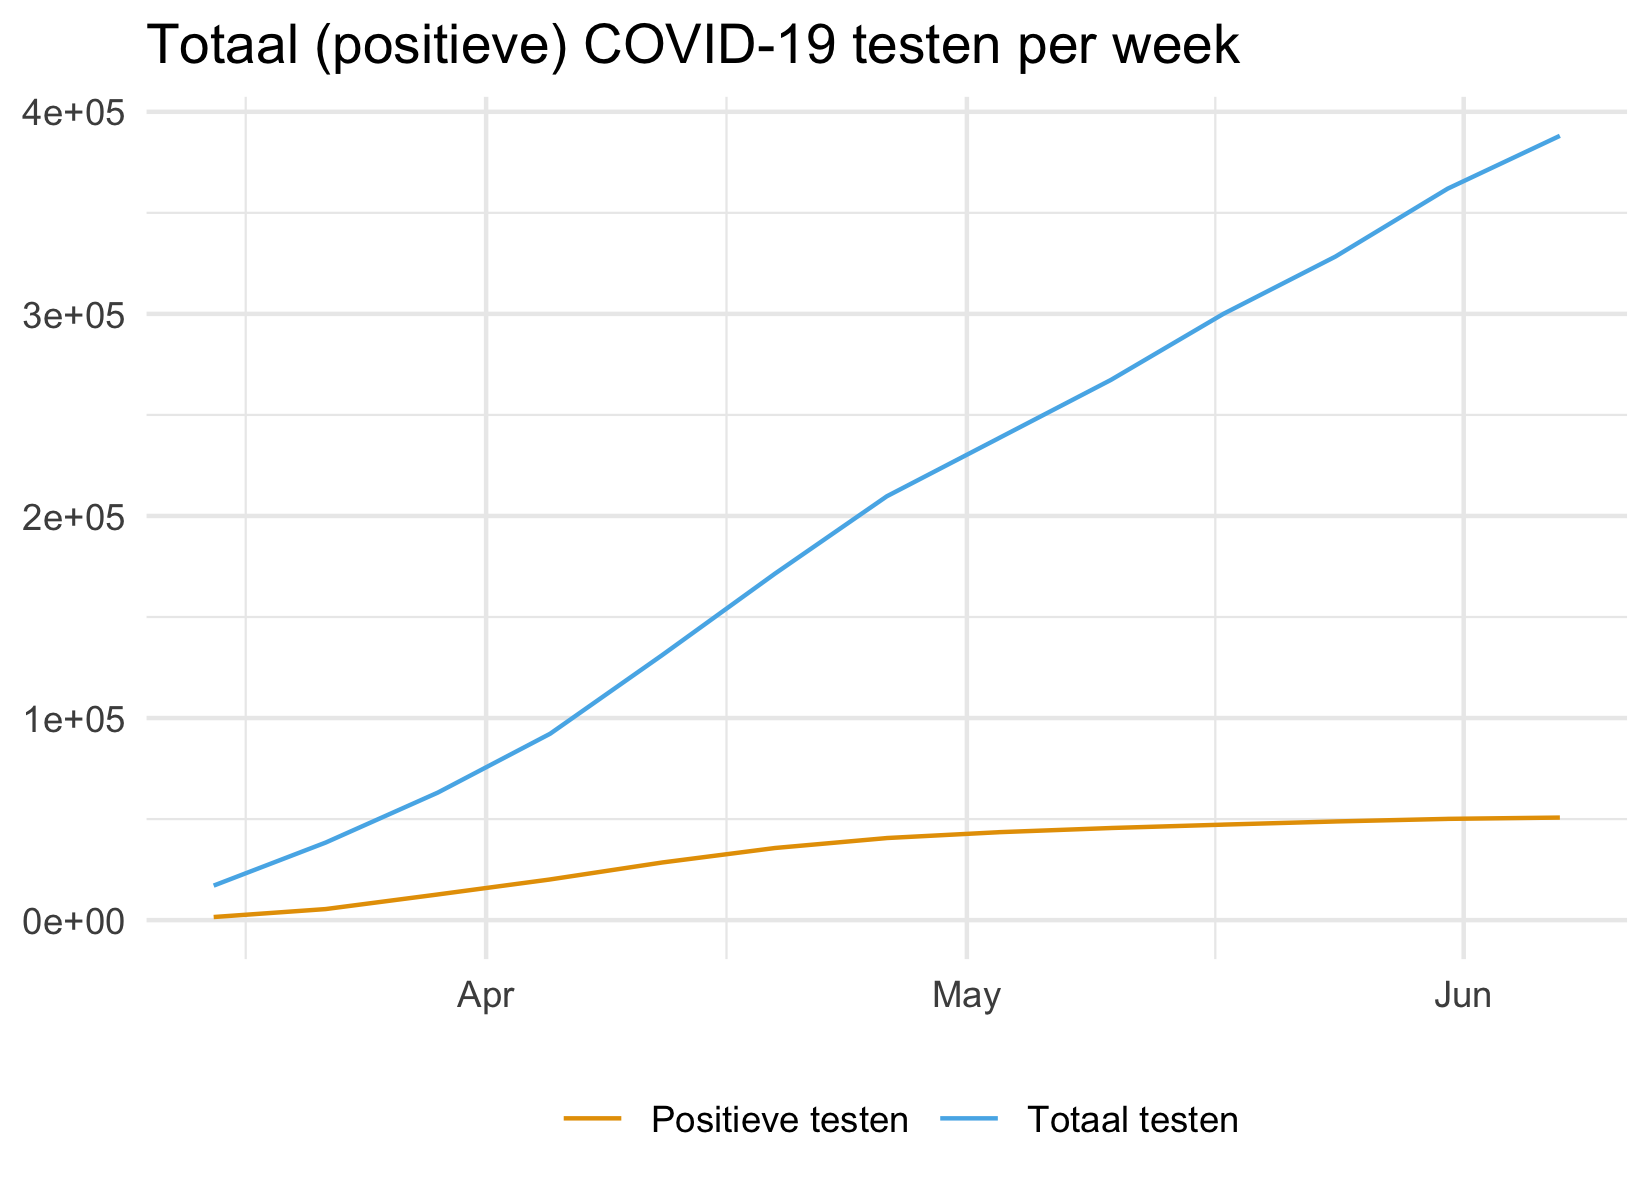 Totaal (positieve) COVID-19 testen per week
4e+05
3e+05
2e+05
1e+05
0e+00
Apr May Jun
Positieve testen Totaal testen